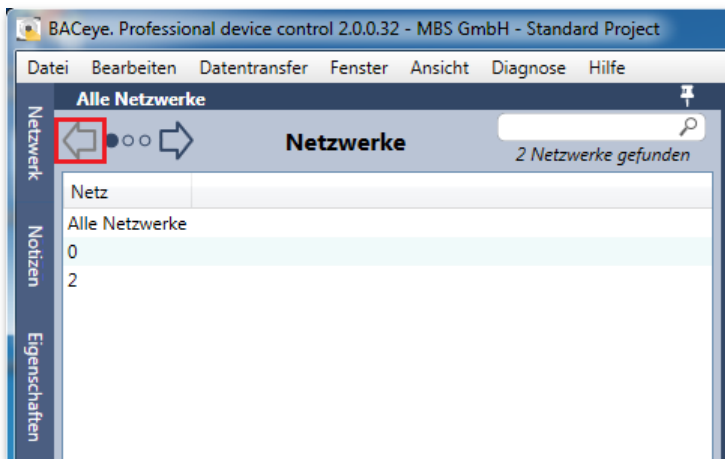 BACeye. Professional device control 2.0.0.32 - MBS GmbH - Standard Project
Datei Bearbeiten Datentransfer Fenster Ansicht Diagnose Hilfe
Alle Netzwerke
Netzwerke
2 Netzwerke gefunden
Netz
Alle Netzwerke
0
2
Netzwerk
Notizen
Eigenschaften